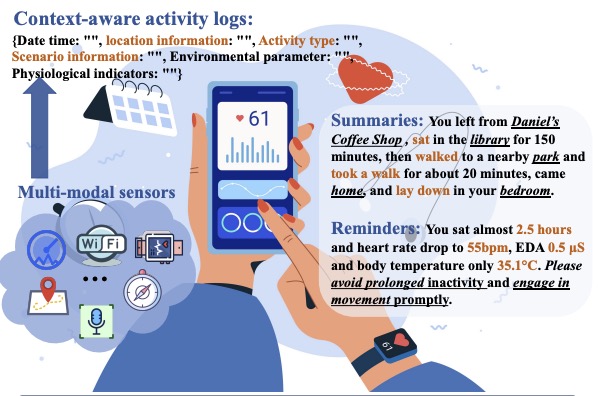 Context-aware activity logs:
{Date time: "", location information: "", Activity type: "",
Scenario information: "", Environmental parameter: "",
Physiological indicators: ""}
61
Multi-modal sensors
Wi Fi
Summaries: You left from Daniel's
Coffee Shop , sat in the library for 150
minutes, then walked to a nearby park and
took a walk for about 20 minutes, came
home, and lay down in your bedroom.
Reminders: You sat almost 2.5 hours
and heart rate drop to 55bpm, EDA 0.5 μS
and body temperature only 35.1°C. Please
avoid prolonged inactivity and engage in
movement promptly.
61